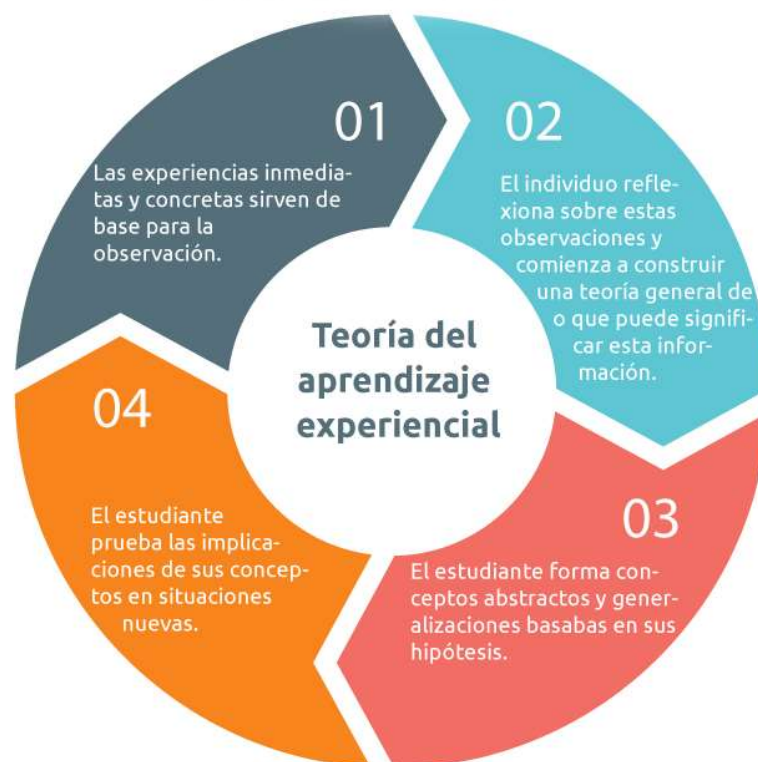 01
Las experiencias inmedia-
tas y concretas sirven de
base para la
observación.
02
El individuo refle-
xiona sobre estas
observaciones y
comienza a construir
una teoría general de
o que puede signifi-
car esta infor-
mación.
Teoría del
aprendizaje
experiencial
03
El estudiante forma con-
ceptos abstractos y gener-
alizaciones basabas en sus
hipótesis.
04
El estudiante
prueba las implica-
ciones de sus concep-
tos en situaciones
nuevas.